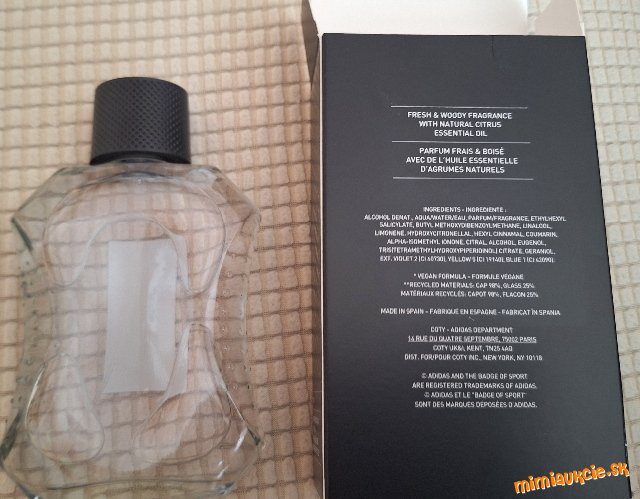 FRESH & WOODY FRAGRANCE
WITH NATURAL CITRUS
ESSENTIAL OIL
PARFUM FRAIS & BOISÉ
AVEC DE L'HUILE ESSENTIELLE
D'AGRUMES NATURELS
INGREDIENTS - INGREDIENTE :
ALCOHOL DENAT., AQUA/WATER/EAU, PARFUM/FRAGRANCE, ETHYLHEXYL
SALICYLATE, BUTYL METHOXYDIBENZOYLMETHANE, LINALOOL,
LIMONENE, HYDROXYCITRONELLAL, HEXYL CINNAMAL, COUMARIN,
ALPHA-ISOMETHYL IONONE, CITRAL, ALCOHOL, EUGENOL,
TRIS(TETRAMETHYLHYDROXYPIPERIDINOL) CITRATE, GERANIOL,
EXT. VIOLET 2 (CI 60730), YELLOW 5 (CI 19140), BLUE 1 (CI 42090).
* VEGAN FORMULA - FORMULE VÉGANE
**RECYCLED MATERIALS: CAP 98%, GLASS 25%
MATÉRIAUX RECYCLÉS: CAPOT 98%, FLACON 25%
MADE IN SPAIN - FABRIQUE EN ESPAGNE - FABRICAT ÎN SPANIA
COTY - ADIDAS DEPARTMENT
14 RUE DU QUATRE SEPTEMBRE, 75002 PARIS
COTY UK&I, KENT, TN25 4AQ
DIST. FOR/POUR COTY INC., NEW YORK, NY 10118
© ADIDAS AND THE BADGE OF SPORT
ARE REGISTERED TRADEMARKS OF ADIDAS.
© ADIDAS ET LE "BADGE OF SPORT"
SONT DES MARQUES DEPOSÉES D'ADIDAS.
mimiaukcie.sk